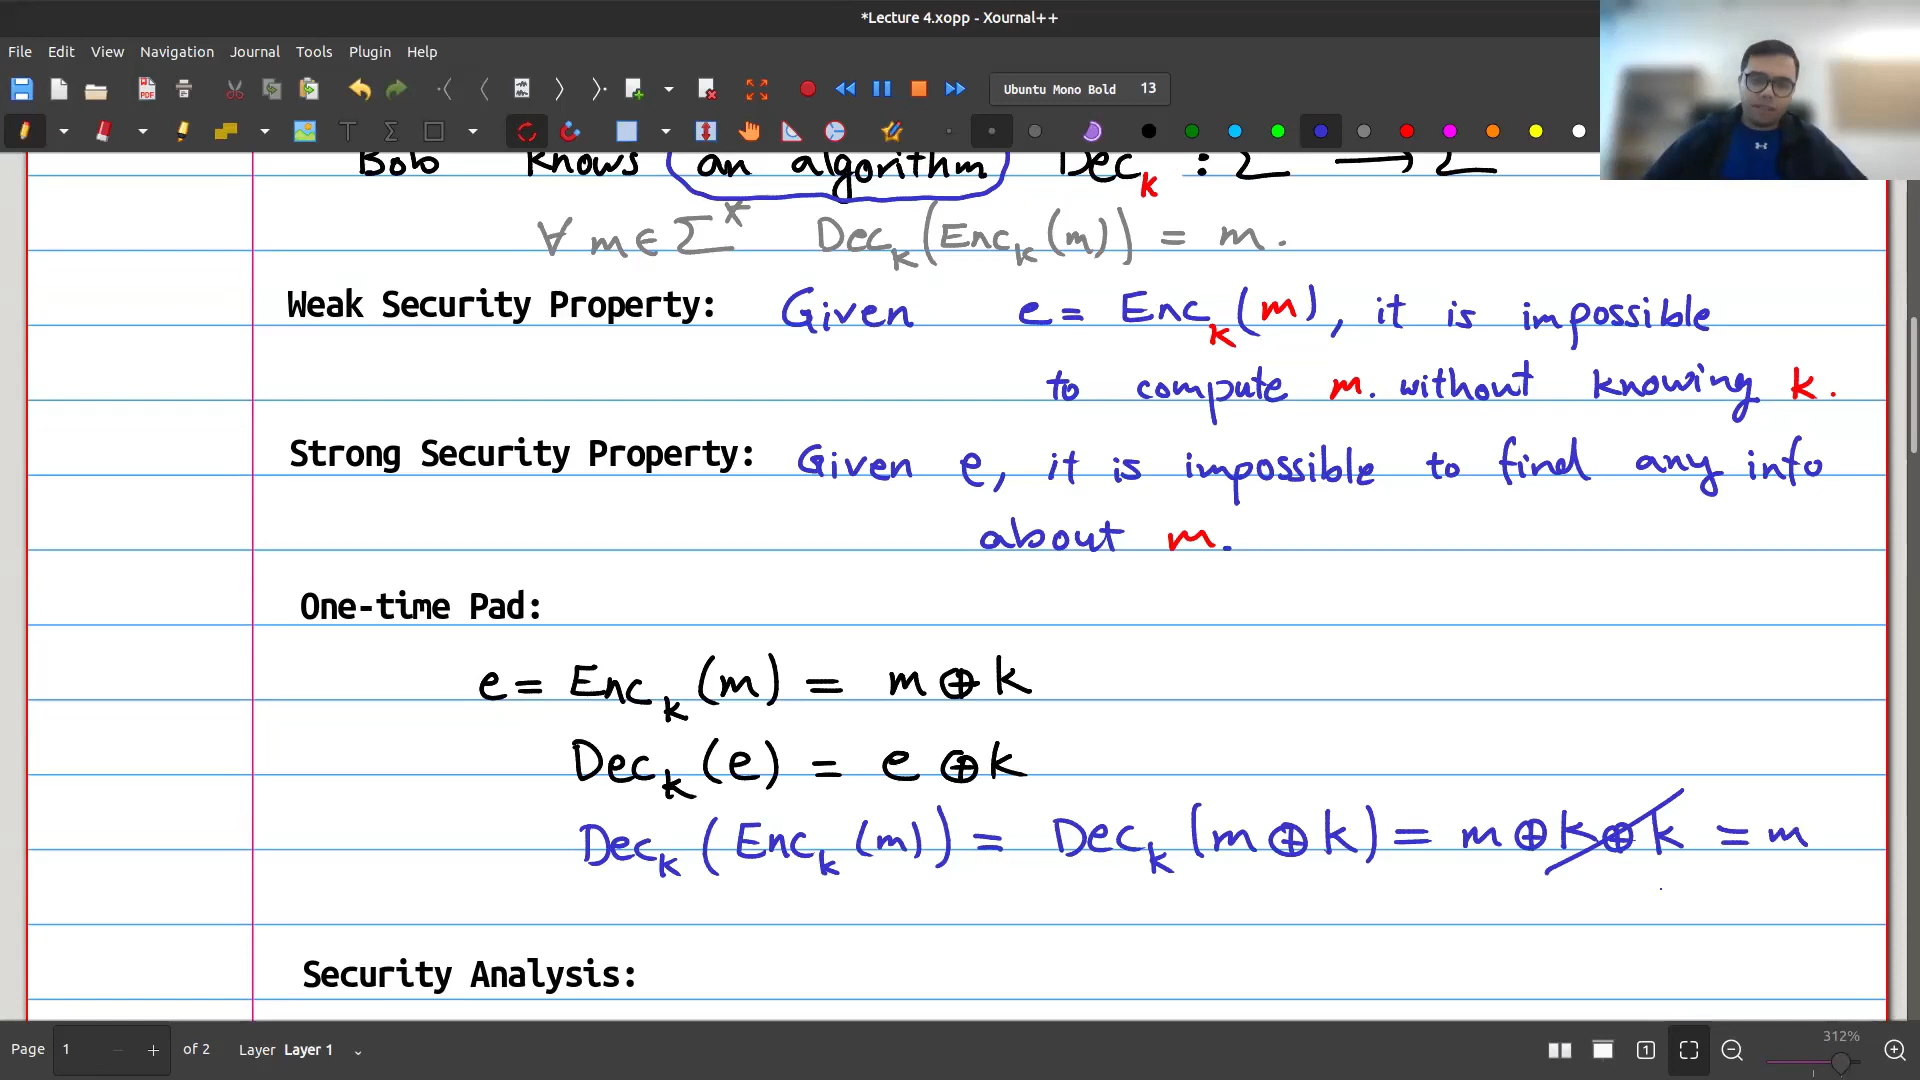 *Lecture 4.xopp - Xournal++
File Edit View Navigation Journal Tools Plugin Help
Ubuntu Mono Bold 13
Bob knows an algorithm Dec_k : Σ ⟶ Σ
∀ m ∈ Σ* Dec_k(Enc_k(m)) = m.
Weak Security Property: Given e = Enc_k(m), it is impossible
to compute m. without knowing k.
Strong Security Property: Given e, it is impossible to find any info
about m.
One-time Pad:
e = Enc_k(m) = m ⊕ k
Dec_k(e) = e ⊕ k
Dec_k(Enc_k(m)) = Dec_k(m ⊕ k) = m ⊕ k ⊕ k = m
Security Analysis:
Page 1 of 2 Layer Layer 1 312%